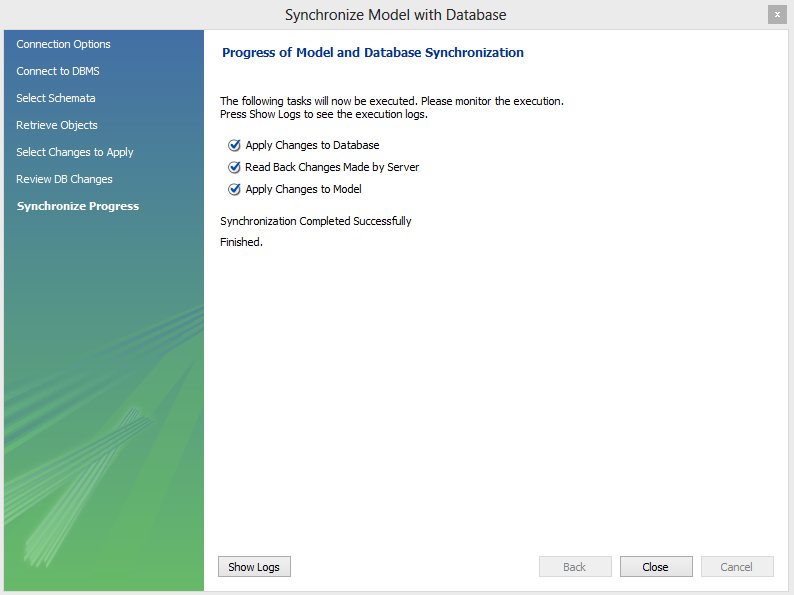 Synchronize Model with Database
x
Connection Options
Connect to DBMS
Select Schemata
Retrieve Objects
Select Changes to Apply
Review DB Changes
Synchronize Progress
Progress of Model and Database Synchronization
The following tasks will now be executed. Please monitor the execution.
Press Show Logs to see the execution logs.
Apply Changes to Database
Read Back Changes Made by Server
Apply Changes to Model
Synchronization Completed Successfully
Finished.
Show Logs
Back
Close
Cancel